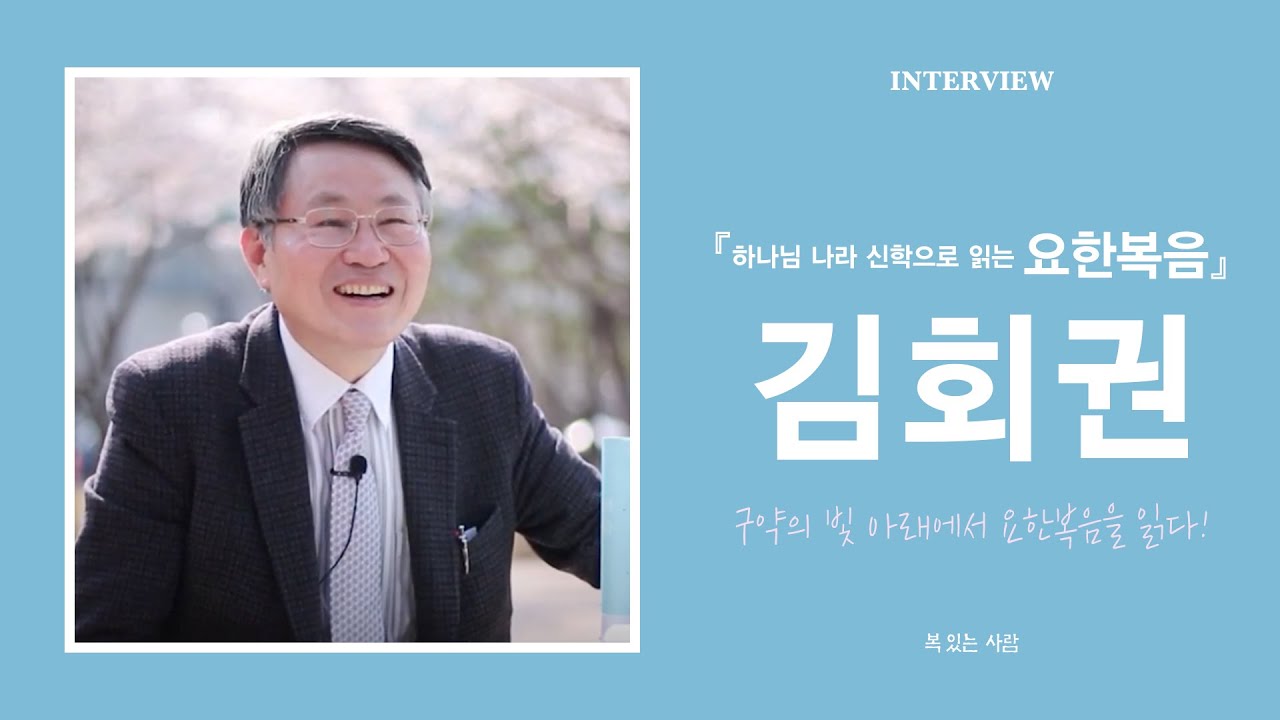 INTERVIEW
『하나님 나라 신학으로 읽는 요한복음』
김회권
구약의 빛 아래에서 요한복음을 읽다!
복 있는 사람